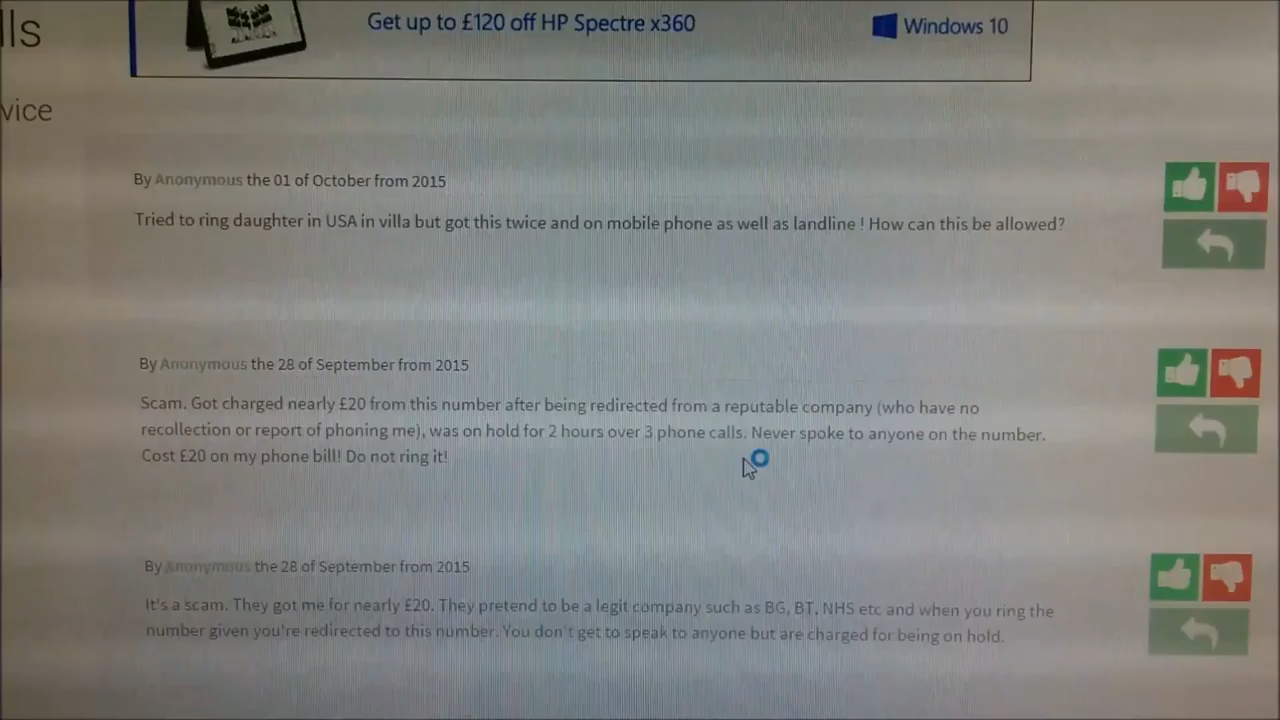 lls
Get up to £120 off HP Spectre x360
Windows 10
vice
By Anonymous the 01 of October from 2015
Tried to ring daughter in USA in villa but got this twice and on mobile phone as well as landline ! How can this be allowed?
By Anonymous the 28 of September from 2015
Scam. Got charged nearly £20 from this number after being redirected from a reputable company (who have no
recollection or report of phoning me), was on hold for 2 hours over 3 phone calls. Never spoke to anyone on the number.
Cost £20 on my phone bill! Do not ring it!
By Anonymous the 28 of September from 2015
It's a scam. They got me for nearly £20. They pretend to be a legit company such as BG, BT, NHS etc and when you ring the
number given you're redirected to this number. You don't get to speak to anyone but are charged for being on hold.